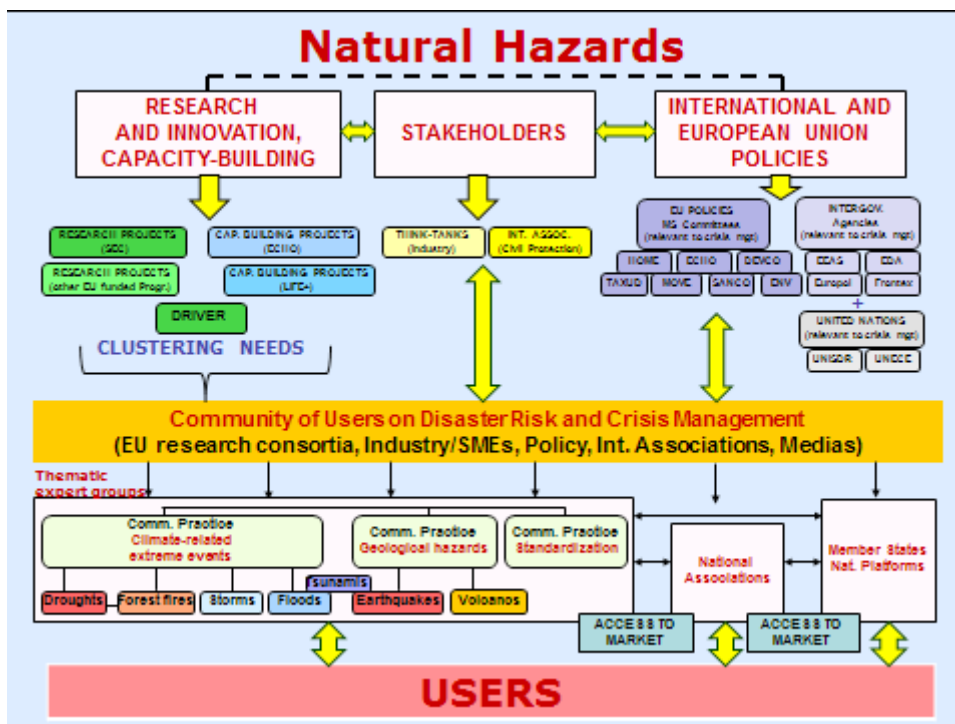 Natural Hazards
RESEARCH
AND INNOVATION,
CAPACITY-BUILDING
STAKEHOLDERS
INTERNATIONAL AND
EUROPEAN UNION
POLICIES
RESEARCH PROJECTS
(SEC)
CAP. BUILDING PROJECTS
(ECHO)
RESEARCH PROJECTS
(other EU funded Progr.)
CAP. BUILDING PROJECTS
(LIFE+)
DRIVER
CLUSTERING NEEDS
THINK-TANKS
(Industry)
INT. ASSOC.
(Civil Protection)
EU POLICIES
MS Committees
(relevant to crisis mgt)
HOME
ECHO
DEVCO
TAXUD
MOVE
SANCO
ENV
INTERGOV.
Agencies
(relevant to crisis mgt)
EEAS
EDA
Europol
Frontex
+
UNITED NATIONS
(relevant to crisis mgt)
UNISDR
UNECE
Community of Users on Disaster Risk and Crisis Management
(EU research consortia, Industry/SMEs, Policy, Int. Associations, Medias)
Thematic
expert groups
Comm. Practice
Climate-related
extreme events
Comm. Practice
Geological hazards
Comm. Practice
Standardization
Droughts
Forest fires
Storms
Floods
Tsunamis
Earthquakes
Volcanos
National
Associations
Member States
Nat. Platforms
ACCESS TO
MARKET
ACCESS TO
MARKET
USERS